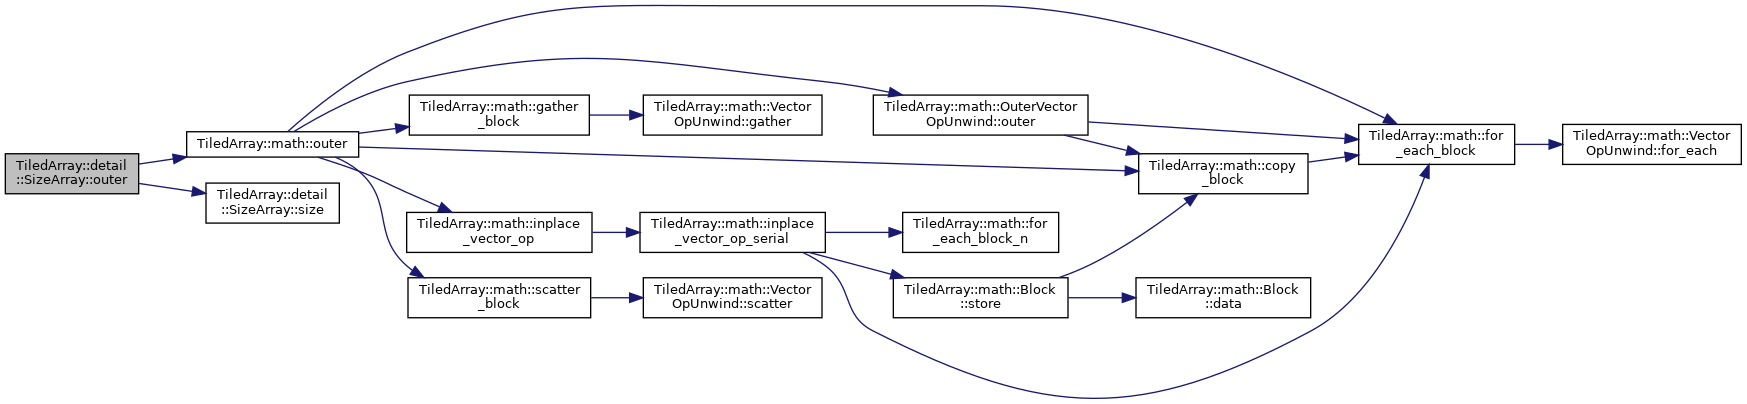 TiledArray::detail
::SizeArray::outer
TiledArray::math::outer
TiledArray::detail
::SizeArray::size
TiledArray::math::gather
_block
TiledArray::math::Vector
OpUnwind::gather
TiledArray::math::OuterVector
OpUnwind::outer
TiledArray::math::copy
_block
TiledArray::math::for
_each_block
TiledArray::math::Vector
OpUnwind::for_each
TiledArray::math::inplace
_vector_op
TiledArray::math::inplace
_vector_op_serial
TiledArray::math::for
_each_block_n
TiledArray::math::scatter
_block
TiledArray::math::Vector
OpUnwind::scatter
TiledArray::math::Block
::store
TiledArray::math::Block
::data